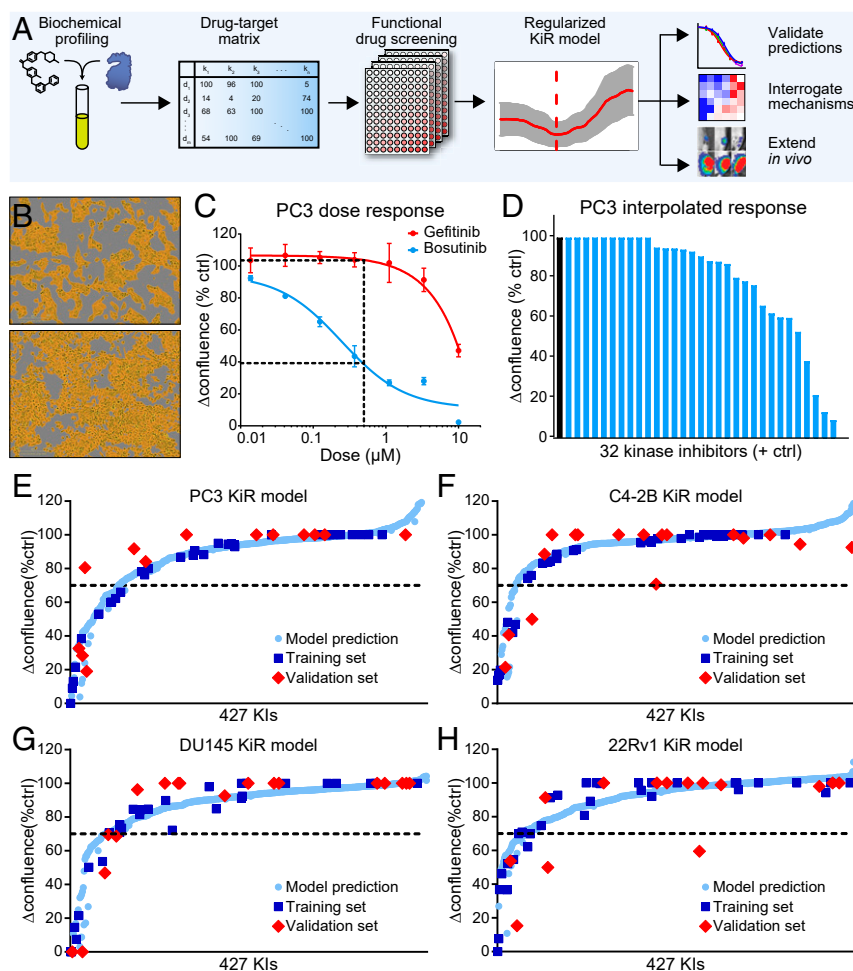 A
Biochemical
profiling
Drug-target
matrix
Functional
drug screening
Regularized
KiR model
k1 k2 k3 . . . kn
d1 100 96 100 5
d2 14 4 20 74
d3 68 63 100 100
dm 54 100 69 100
Validate
predictions
Interrogate
mechanisms
Extend
in vivo
B
C
PC3 dose response
Gefitinib
Bosutinib
Δconfluence (% ctrl)
120
100
80
60
40
20
0
0.01 0.1 1 10
Dose (µM)
D
PC3 interpolated response
Δconfluence (% ctrl)
100
80
60
40
20
0
32 kinase inhibitors (+ ctrl)
E
PC3 KiR model
Δconfluence(%ctrl)
120
100
80
60
40
20
0
Model prediction
Training set
Validation set
427 KIs
F
C4-2B KiR model
Δconfluence(%ctrl)
120
100
80
60
40
20
0
Model prediction
Training set
Validation set
427 KIs
G
DU145 KiR model
Δconfluence(%ctrl)
120
100
80
60
40
20
0
Model prediction
Training set
Validation set
427 KIs
H
22Rv1 KiR model
Δconfluence(%ctrl)
120
100
80
60
40
20
0
Model prediction
Training set
Validation set
427 KIs